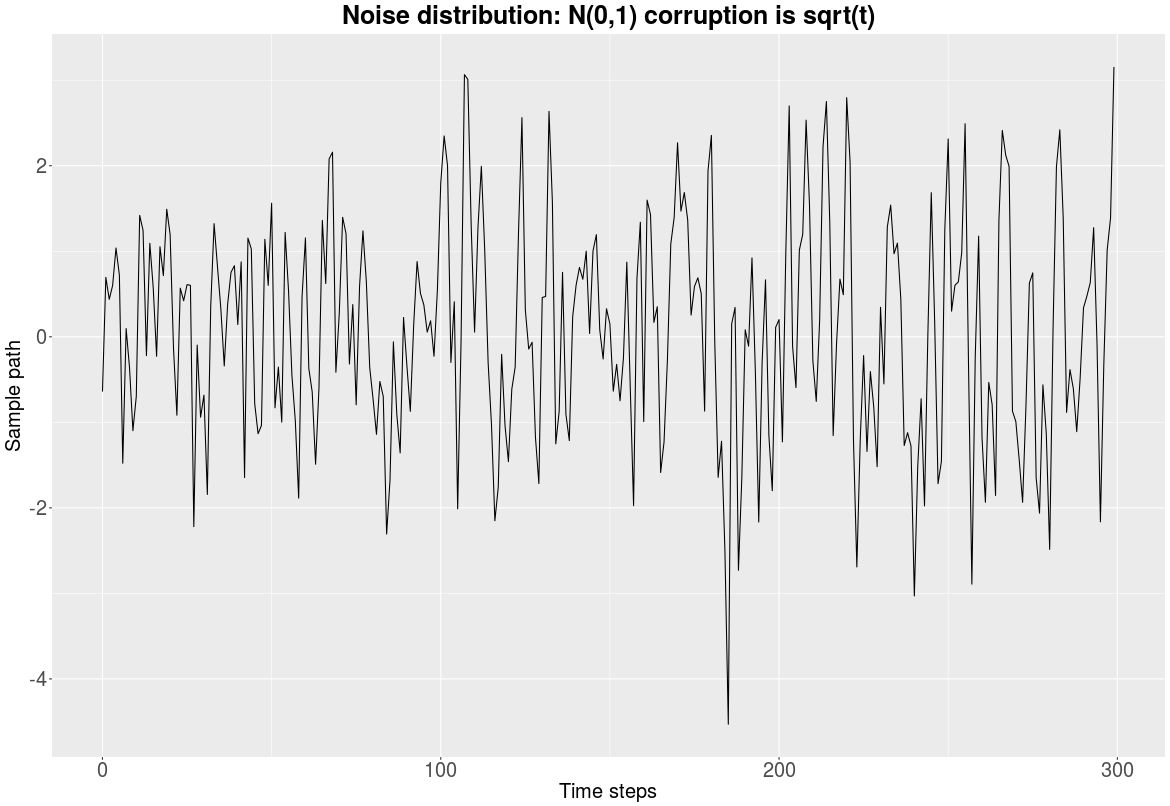 Noise distribution: N(0,1) corruption is sqrt(t)
Sample path
2
0
-2
-4
0 100 200 300
Time steps